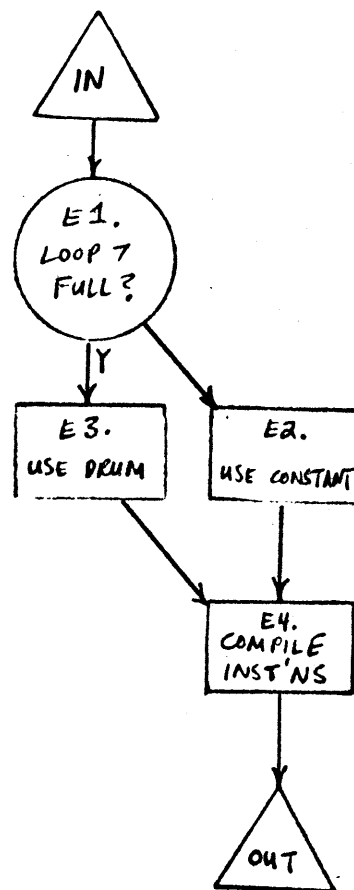 IN
E1.
LOOP 7
FULL?
Y
E3.
USE DRUM
E2.
USE CONSTANT
E4.
COMPILE
INST'NS
OUT